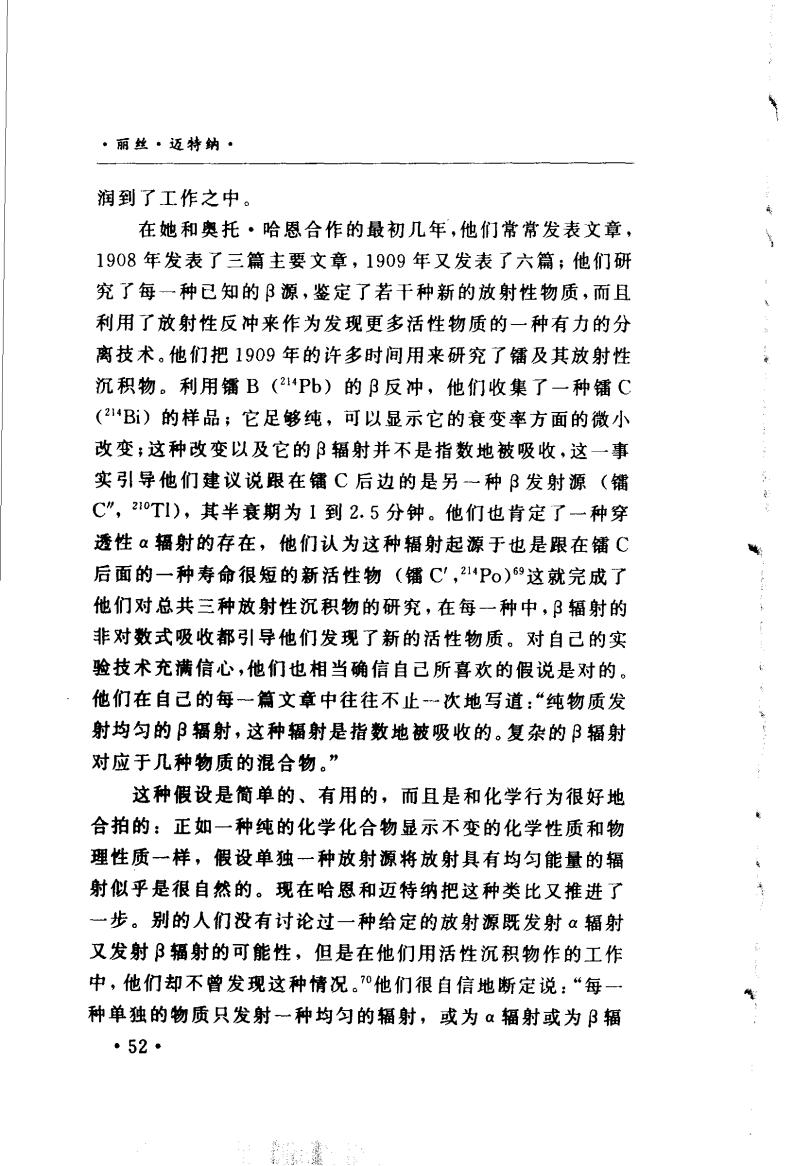 ·丽丝·迈特纳·
润到了工作之中。
在她和奥托·哈恩合作的最初几年,他们常常发表文章,
1908 年发表了三篇主要文章,1909 年又发表了六篇;他们研
究了每一种已知的β源,鉴定了若干种新的放射性物质,而且
利用了放射性反冲来作为发现更多活性物质的一种有力的分
离技术。他们把 1909 年的许多时间用来研究了镭及其放射性
沉积物。利用镭 B (²¹⁴Pb) 的β反冲,他们收集了一种镭 C
(²¹⁴Bi) 的样品;它足够纯,可以显示它的衰变率方面的微小
改变;这种改变以及它的β辐射并不是指数地被吸收,这一事
实引导他们建议说跟在镭 C 后边的是另一种β发射源 (镭
C″, ²¹⁰Tl),其半衰期为 1 到 2.5 分钟。他们也肯定了一种穿
透性 α 辐射的存在,他们认为这种辐射起源于也是跟在镭 C
后面的一种寿命很短的新活性物 (镭 C′,²¹⁴Po)⁶⁹这就完成了
他们对总共三种放射性沉积物的研究,在每一种中,β辐射的
非对数式吸收都引导他们发现了新的活性物质。对自己的实
验技术充满信心,他们也相当确信自己所喜欢的假说是对的。
他们在自己的每一篇文章中往往不止一次地写道:“纯物质发
射均匀的β辐射,这种辐射是指数地被吸收的。复杂的β辐射
对应于几种物质的混合物。”
这种假设是简单的、有用的,而且是和化学行为很好地
合拍的:正如一种纯的化学化合物显示不变的化学性质和物
理性质一样,假设单独一种放射源将放射具有均匀能量的辐
射似乎是很自然的。现在哈恩和迈特纳把这种类比又推进了
一步。别的人们没有讨论过一种给定的放射源既发射 α 辐射
又发射β辐射的可能性,但是在他们用活性沉积物作的工作
中,他们却不曾发现这种情况。⁷⁰他们很自信地断定说:“每一
种单独的物质只发射一种均匀的辐射,或为 α 辐射或为β辐
·52·